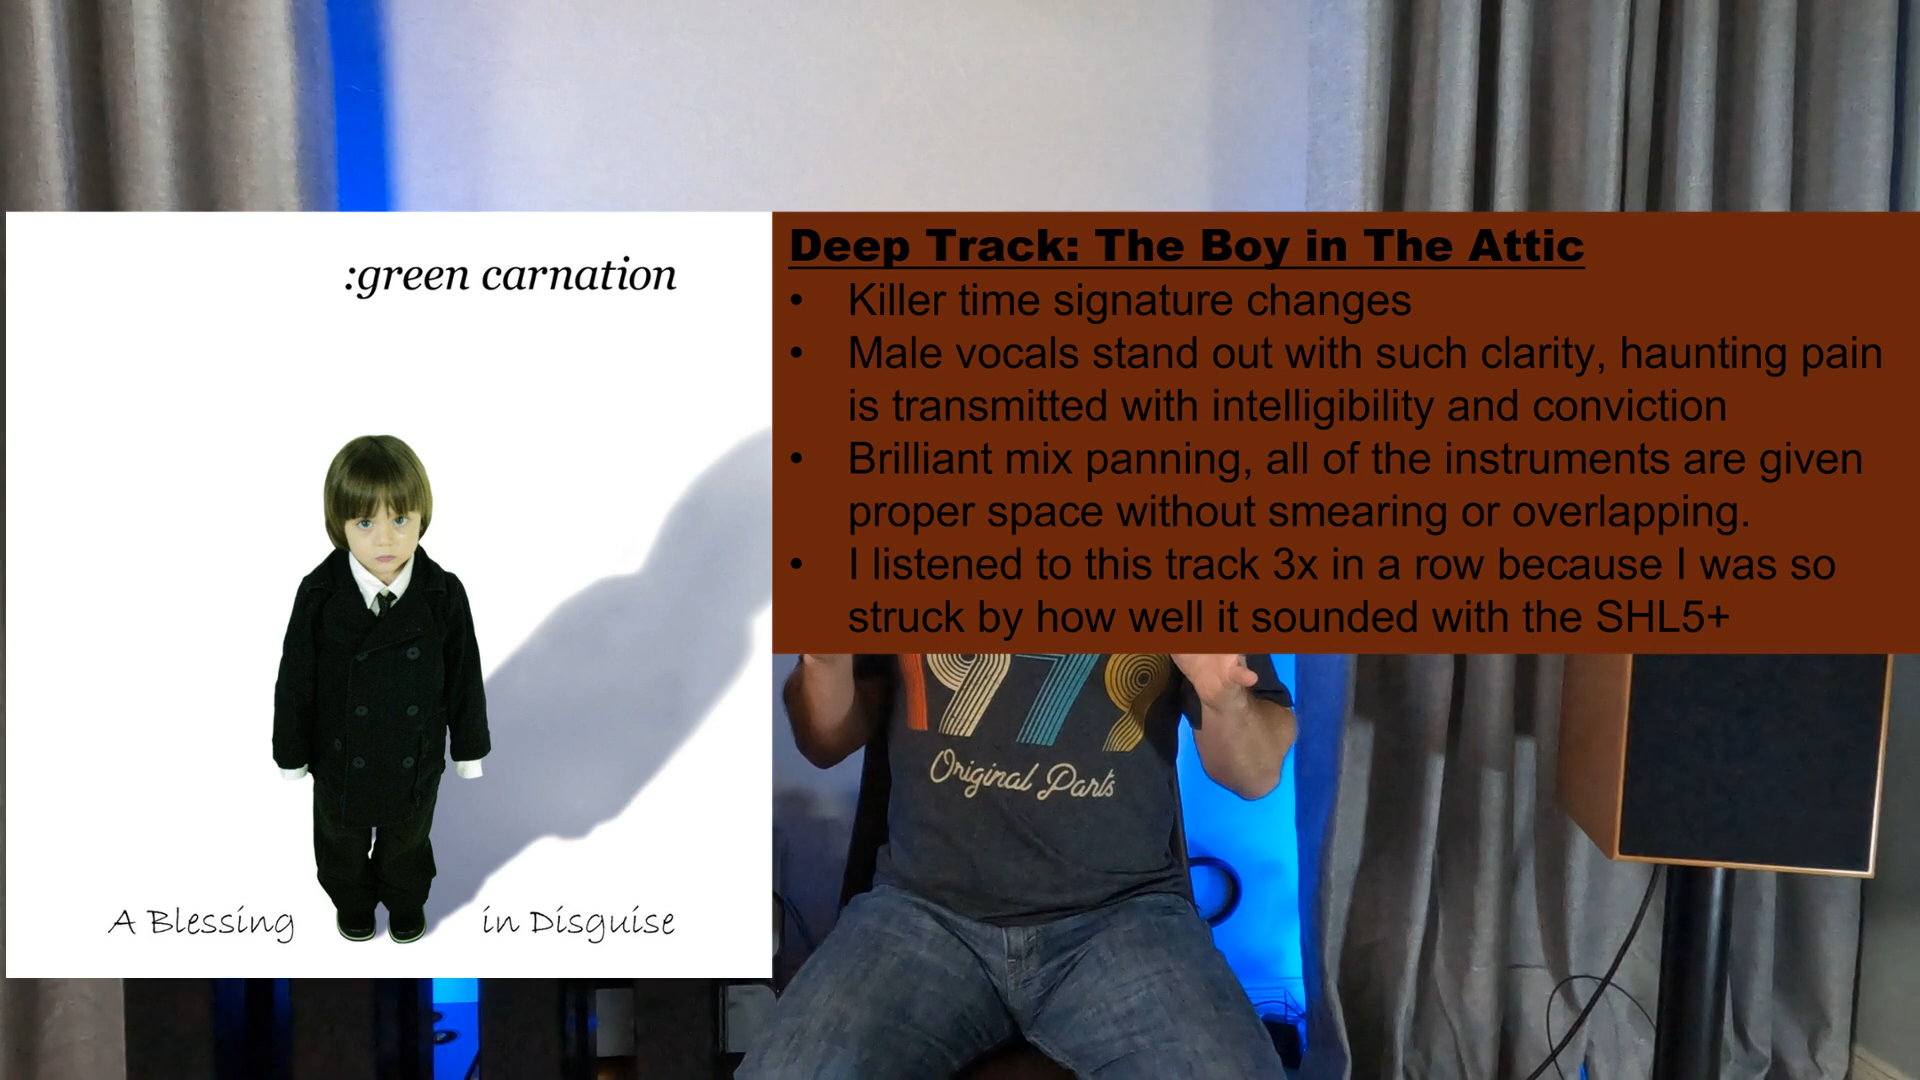 :green carnation
A Blessing in Disguise
Deep Track: The Boy in The Attic
• Killer time signature changes
• Male vocals stand out with such clarity, haunting pain
is transmitted with intelligibility and conviction
• Brilliant mix panning, all of the instruments are given
proper space without smearing or overlapping.
• I listened to this track 3x in a row because I was so
struck by how well it sounded with the SHL5+
197
Original Parts